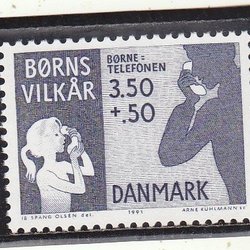 BØRNS
VILKÅR
BØRNE=
TELEFONEN
3.50
+.50
DANMARK
IB SPANG OLSEN del.
1991
ARNE KÜHLMANN sc.